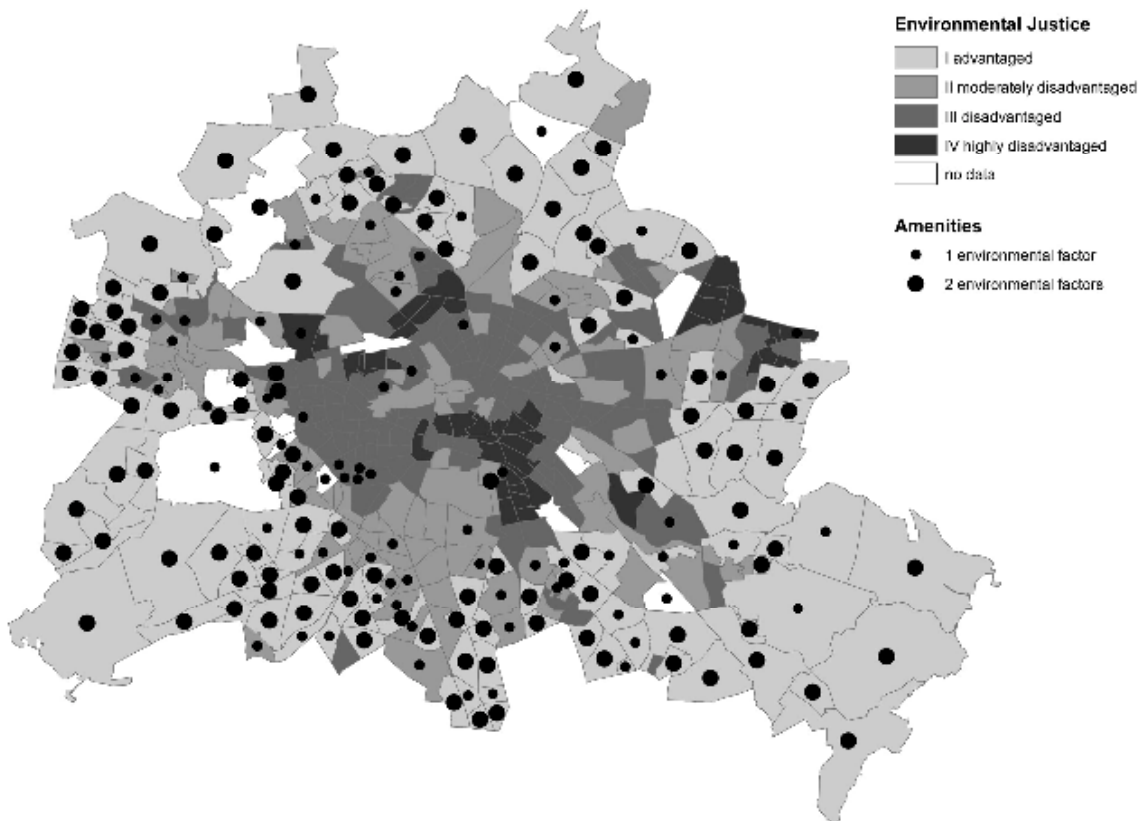 Environmental Justice
I advantaged
II moderately disadvantaged
III disadvantaged
IV highly disadvantaged
no data
Amenities
1 environmental factor
2 environmental factors